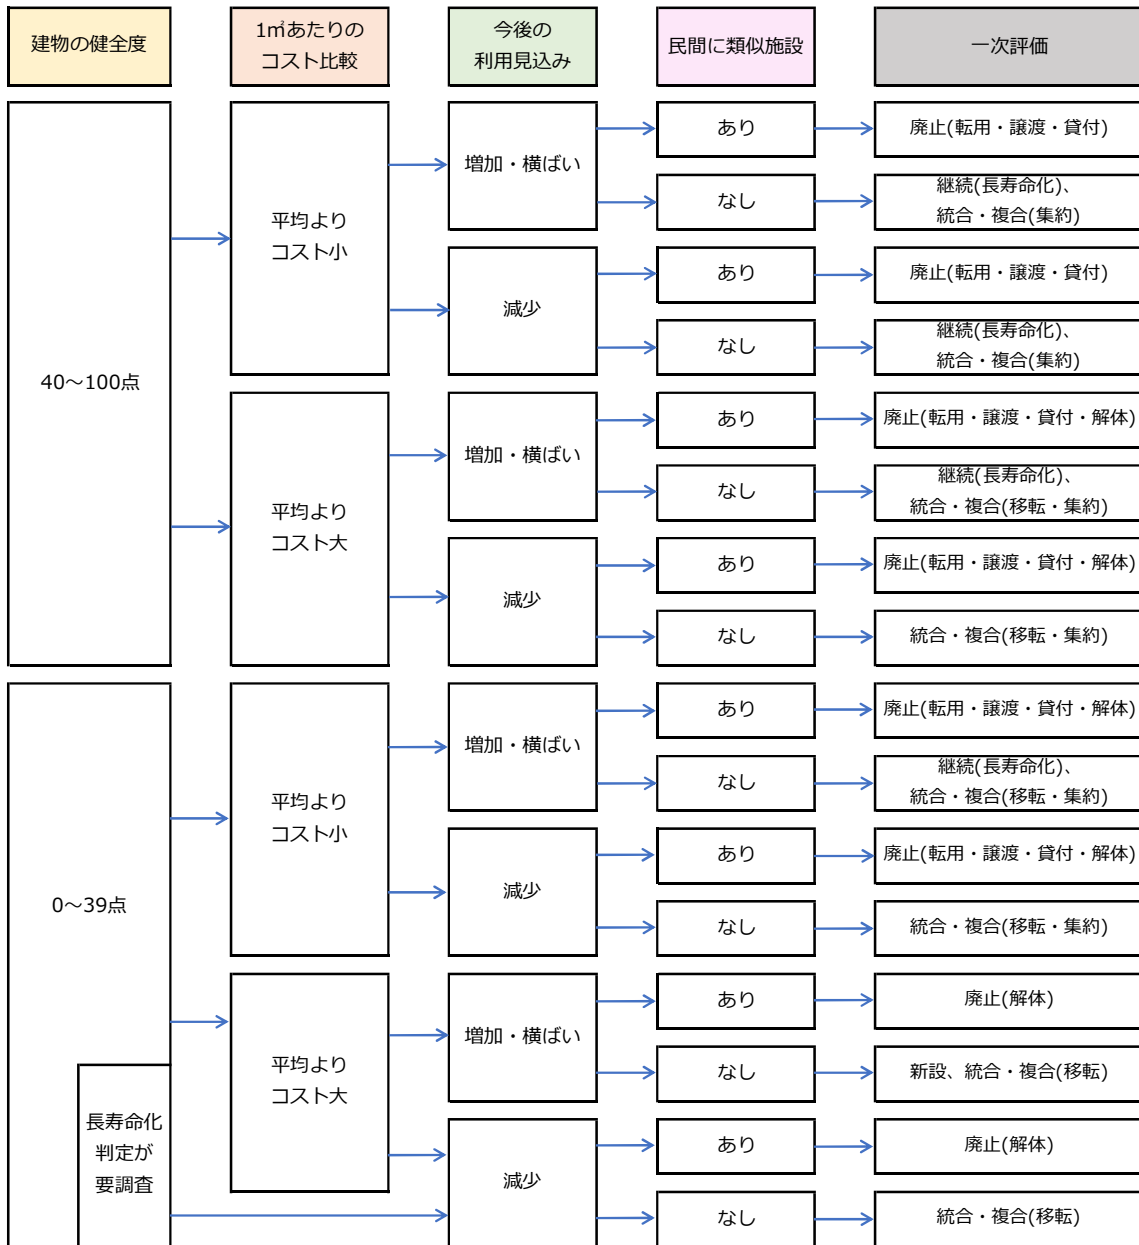 建物の健全度
1㎡あたりの
コスト比較
今後の
利用見込み
民間に類似施設
一次評価
40～100点
平均より
コスト小
増加・横ばい
あり
廃止(転用・譲渡・貸付)
なし
継続(長寿命化)、
統合・複合(集約)
減少
あり
廃止(転用・譲渡・貸付)
なし
継続(長寿命化)、
統合・複合(集約)
平均より
コスト大
増加・横ばい
あり
廃止(転用・譲渡・貸付・解体)
なし
継続(長寿命化)、
統合・複合(移転・集約)
減少
あり
廃止(転用・譲渡・貸付・解体)
なし
統合・複合(移転・集約)
0～39点
平均より
コスト小
増加・横ばい
あり
廃止(転用・譲渡・貸付・解体)
なし
継続(長寿命化)、
統合・複合(移転・集約)
減少
あり
廃止(転用・譲渡・貸付・解体)
なし
統合・複合(移転・集約)
平均より
コスト大
増加・横ばい
あり
廃止(解体)
なし
新設、統合・複合(移転)
長寿命化
判定が
要調査
減少
あり
廃止(解体)
なし
統合・複合(移転)